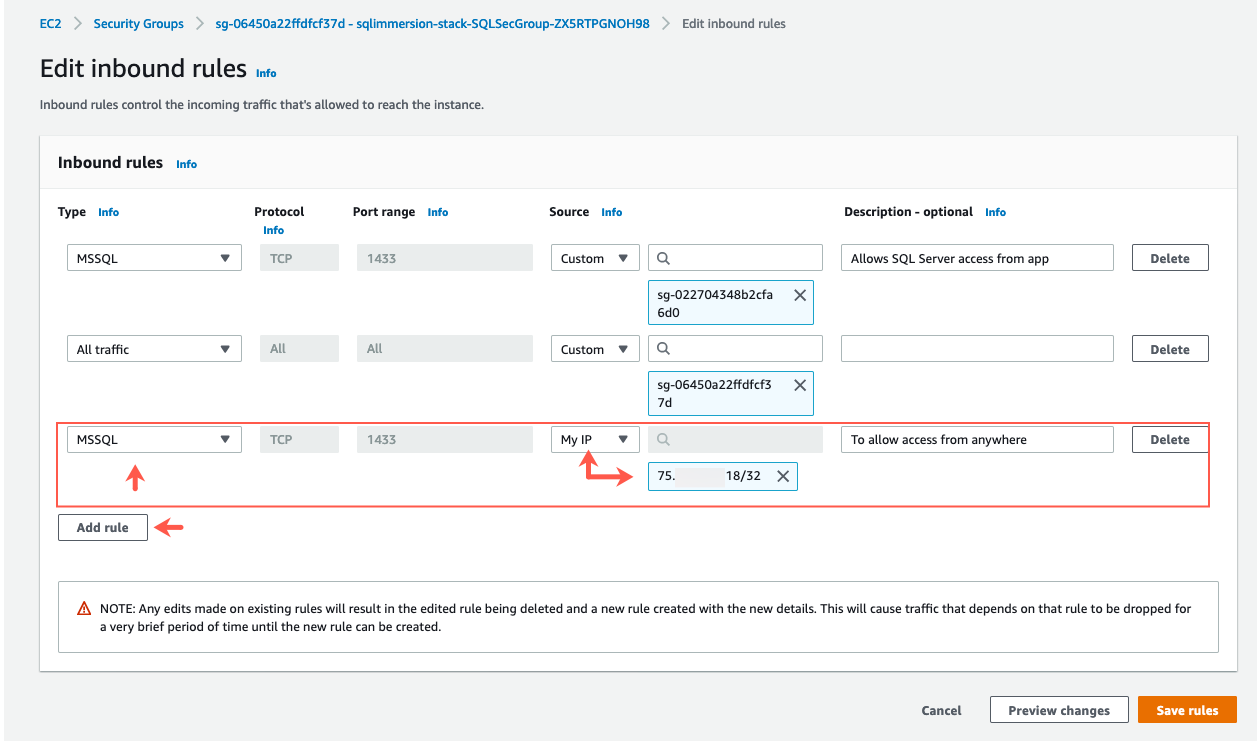 EC2 > Security Groups > sg-06450a22ffdfcf37d - sqlimmersion-stack-SQLSecGroup-ZX5RTPGNOH98 > Edit inbound rules
Edit inbound rules Info
Inbound rules control the incoming traffic that's allowed to reach the instance.
Inbound rules Info
Type Info Protocol Info Port range Info Source Info Description - optional Info
MSSQL TCP 1433 Custom Allows SQL Server access from app Delete
sg-022704348b2cfa
6d0
All traffic All All Custom Delete
sg-06450a22ffdfcf3
7d
MSSQL TCP 1433 My IP To allow access from anywhere Delete
75. 18/32
Add rule
NOTE: Any edits made on existing rules will result in the edited rule being deleted and a new rule created with the new details. This will cause traffic that depends on that rule to be dropped for
a very brief period of time until the new rule can be created.
Cancel Preview changes Save rules